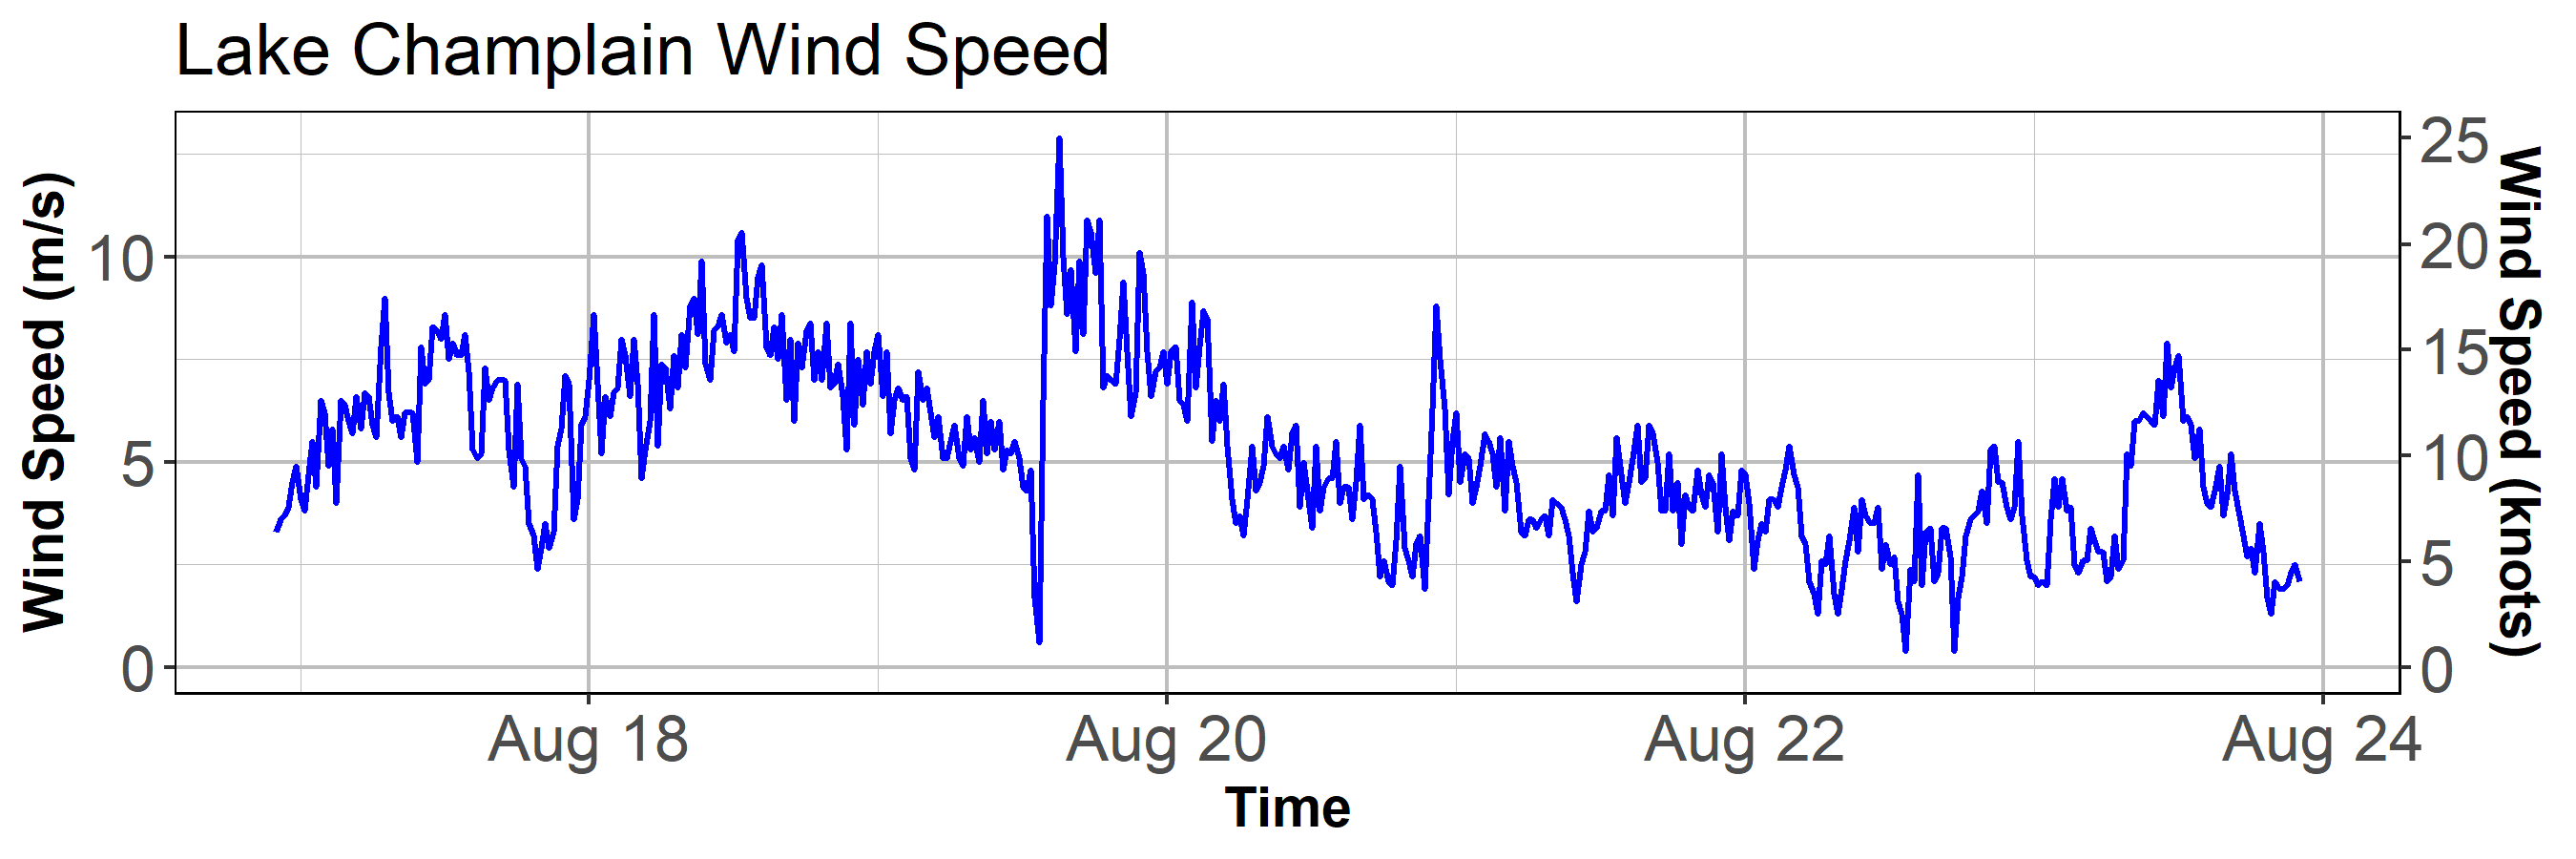 Lake Champlain Wind Speed
Wind Speed (m/s)
10
5
0
25
20
15
10
5
0
Wind Speed (knots)
Aug 18
Aug 20
Aug 22
Aug 24
Time